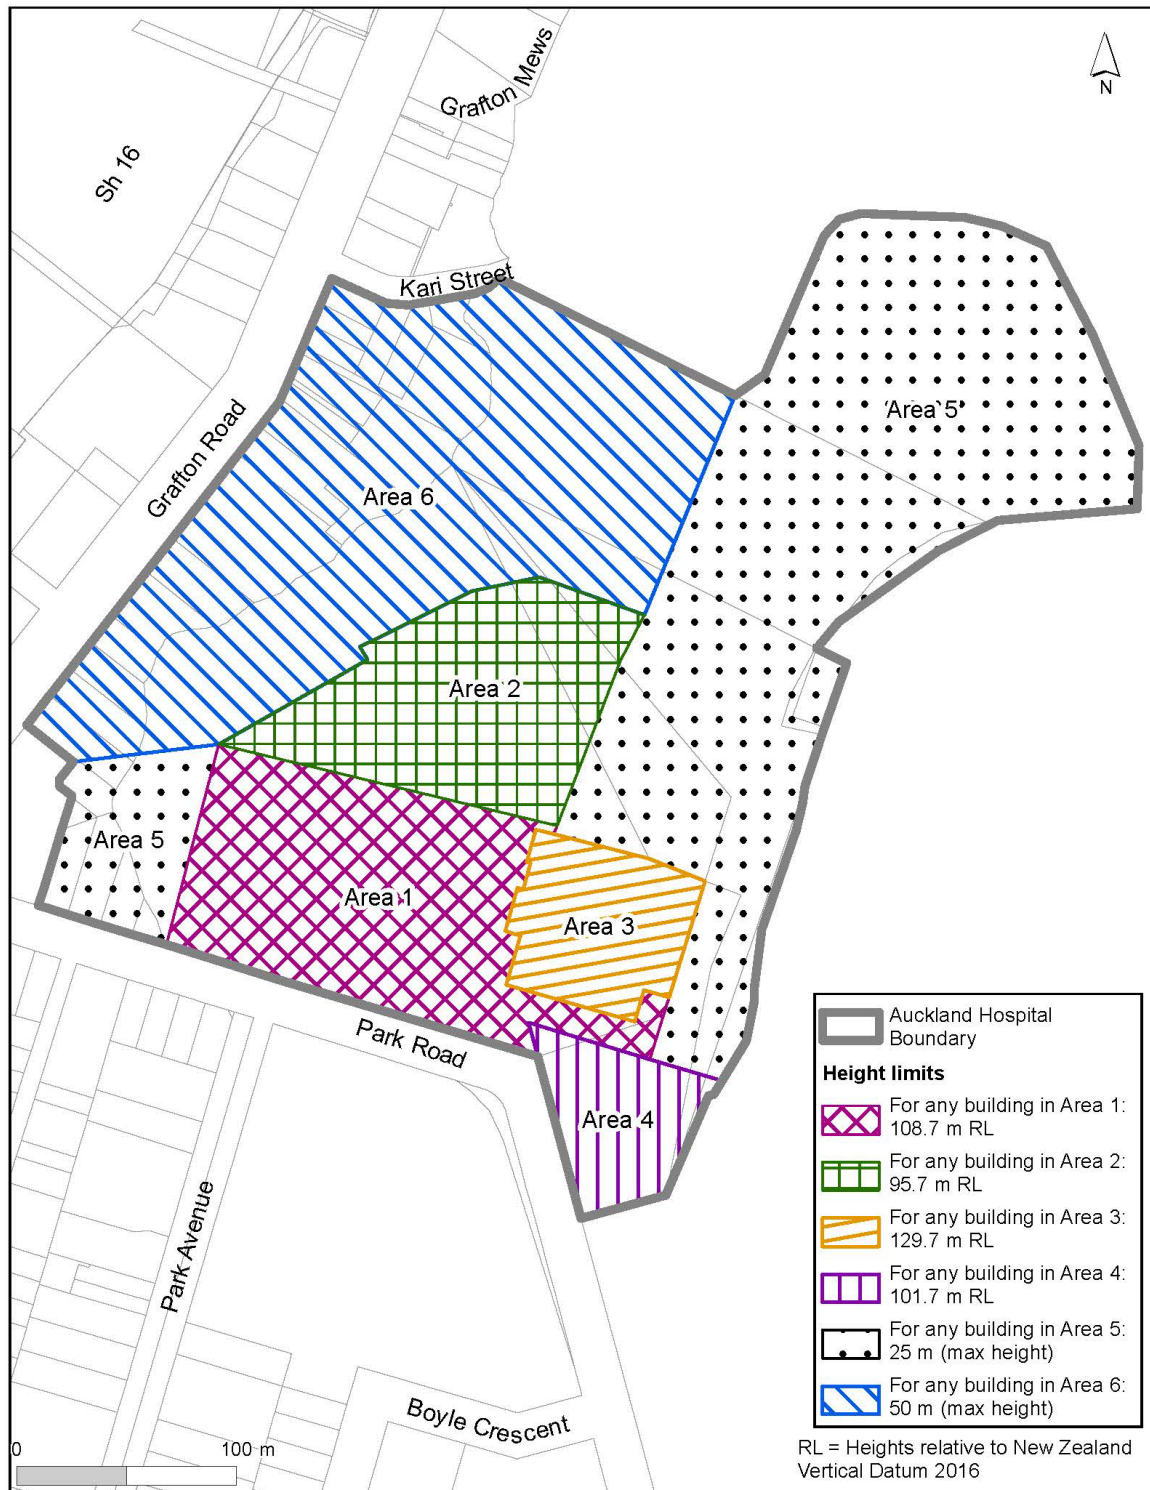 Grafton Mews
N
Sh 16
Kari Street
Area 5
Grafton Road
Area 6
Area 2
Area 5
Area 1
Area 3
Park Road
Area 4
Park Avenue
Boyle Crescent
Auckland Hospital
Boundary
Height limits
For any building in Area 1:
108.7 m RL
For any building in Area 2:
95.7 m RL
For any building in Area 3:
129.7 m RL
For any building in Area 4:
101.7 m RL
For any building in Area 5:
25 m (max height)
For any building in Area 6:
50 m (max height)
RL = Heights relative to New Zealand
Vertical Datum 2016
0 100 m